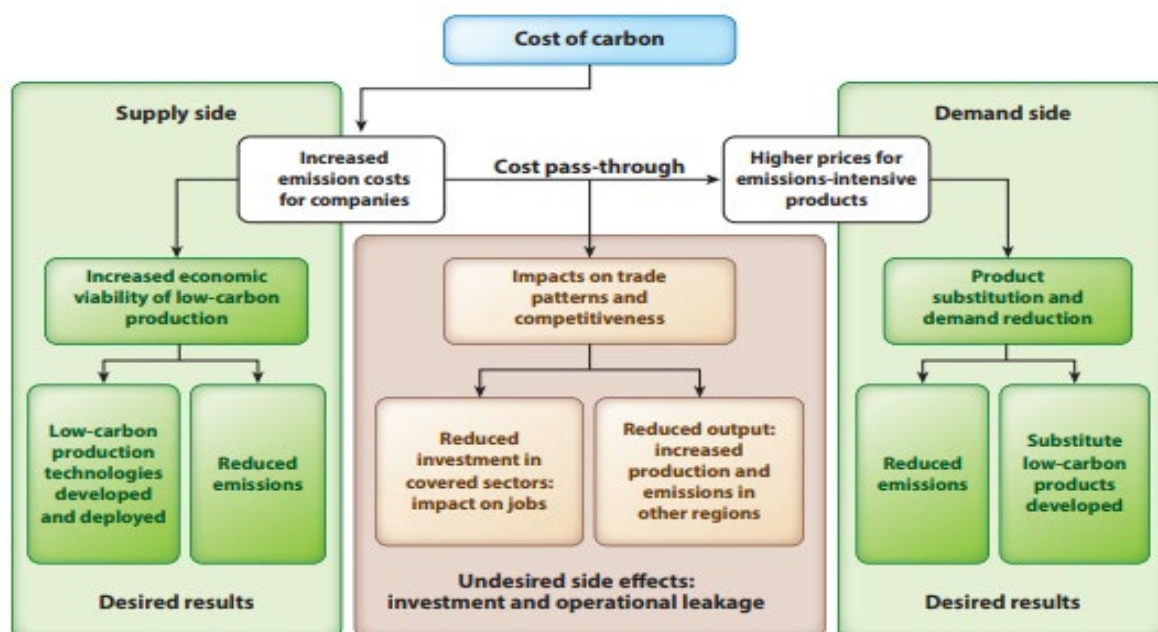 Cost of carbon
Supply side
Demand side
Increased
emission costs
for companies
Cost pass-through
Higher prices for
emissions-intensive
products
Increased economic
viability of low-carbon
production
Impacts on trade
patterns and
competitiveness
Product
substitution and
demand reduction
Low-carbon
production
technologies
developed
and deployed
Reduced
emissions
Reduced
investment in
covered sectors:
impact on jobs
Reduced output:
increased
production and
emissions in
other regions
Reduced
emissions
Substitute
low-carbon
products
developed
Desired results
Undesired side effects:
investment and operational leakage
Desired results